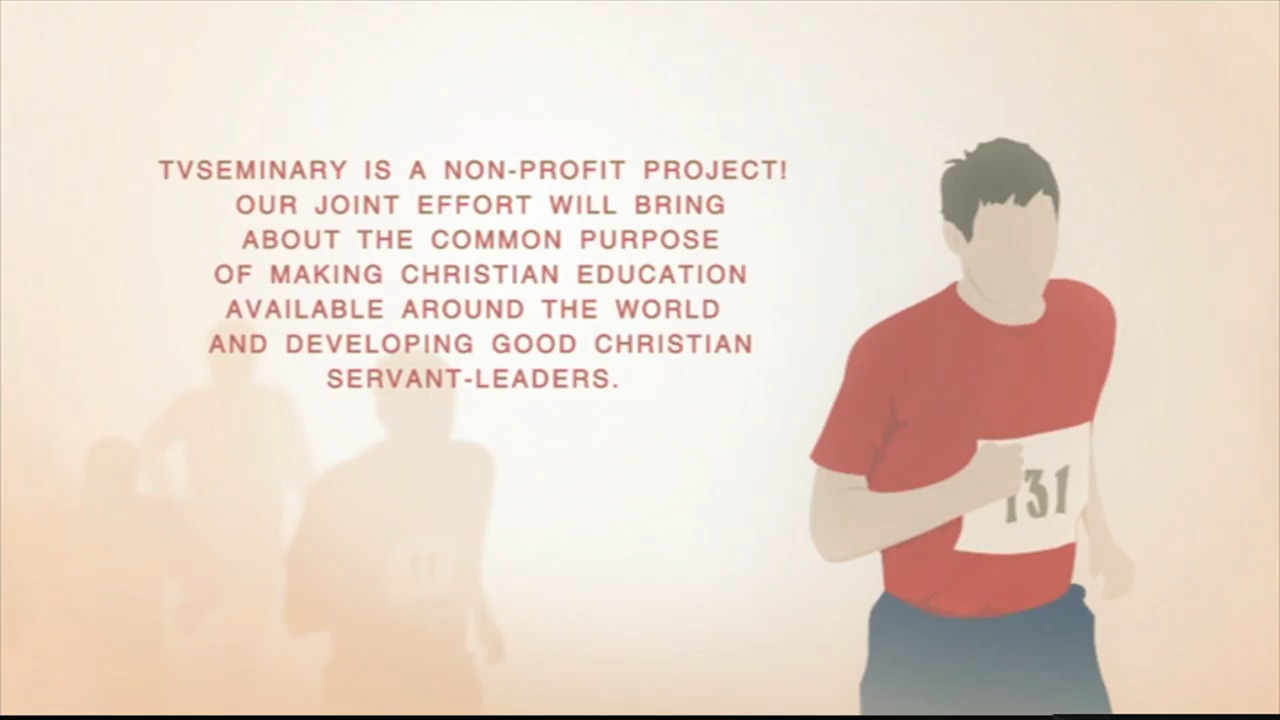 TVSEMINARY IS A NON-PROFIT PROJECT!
OUR JOINT EFFORT WILL BRING
ABOUT THE COMMON PURPOSE
OF MAKING CHRISTIAN EDUCATION
AVAILABLE AROUND THE WORLD
AND DEVELOPING GOOD CHRISTIAN
SERVANT-LEADERS.
131
11